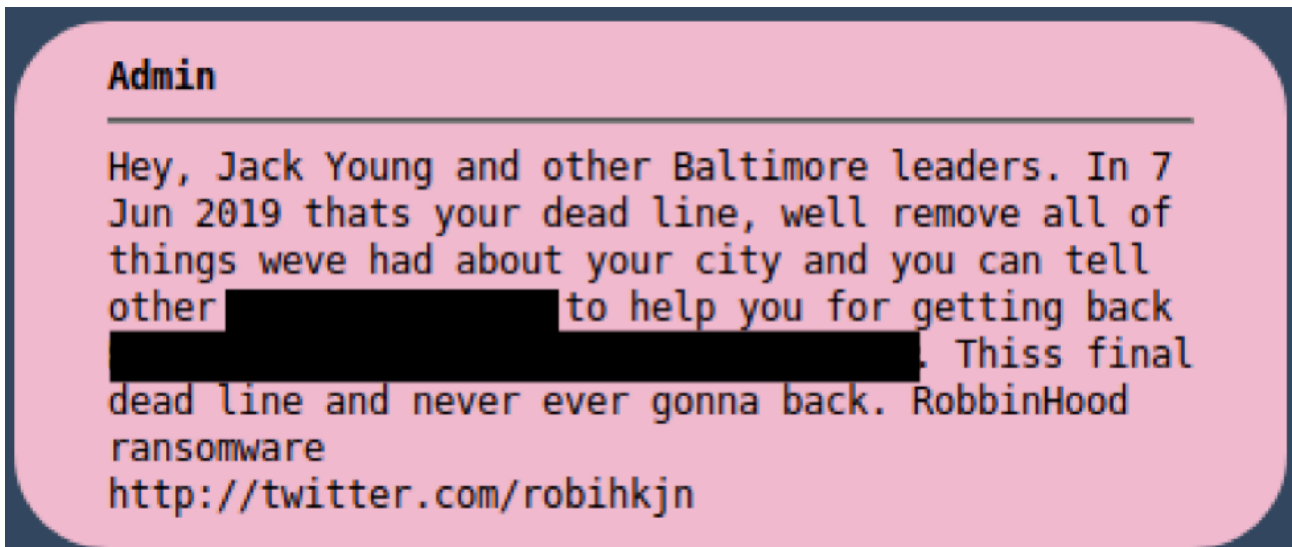 Admin
Hey, Jack Young and other Baltimore leaders. In 7
Jun 2019 thats your dead line, well remove all of
things weve had about your city and you can tell
other to help you for getting back
. Thiss final
dead line and never ever gonna back. RobbinHood
ransomware
http://twitter.com/robihkjn